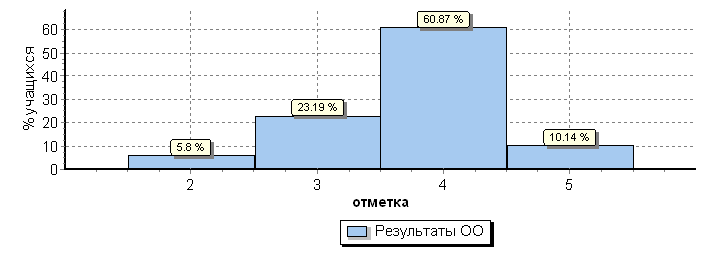 60.87 %
60
50
40
30
23.19 %
20
10.14 %
10
5.8 %
0
% учащихся
2 3 4 5
отметка
Результаты ОО